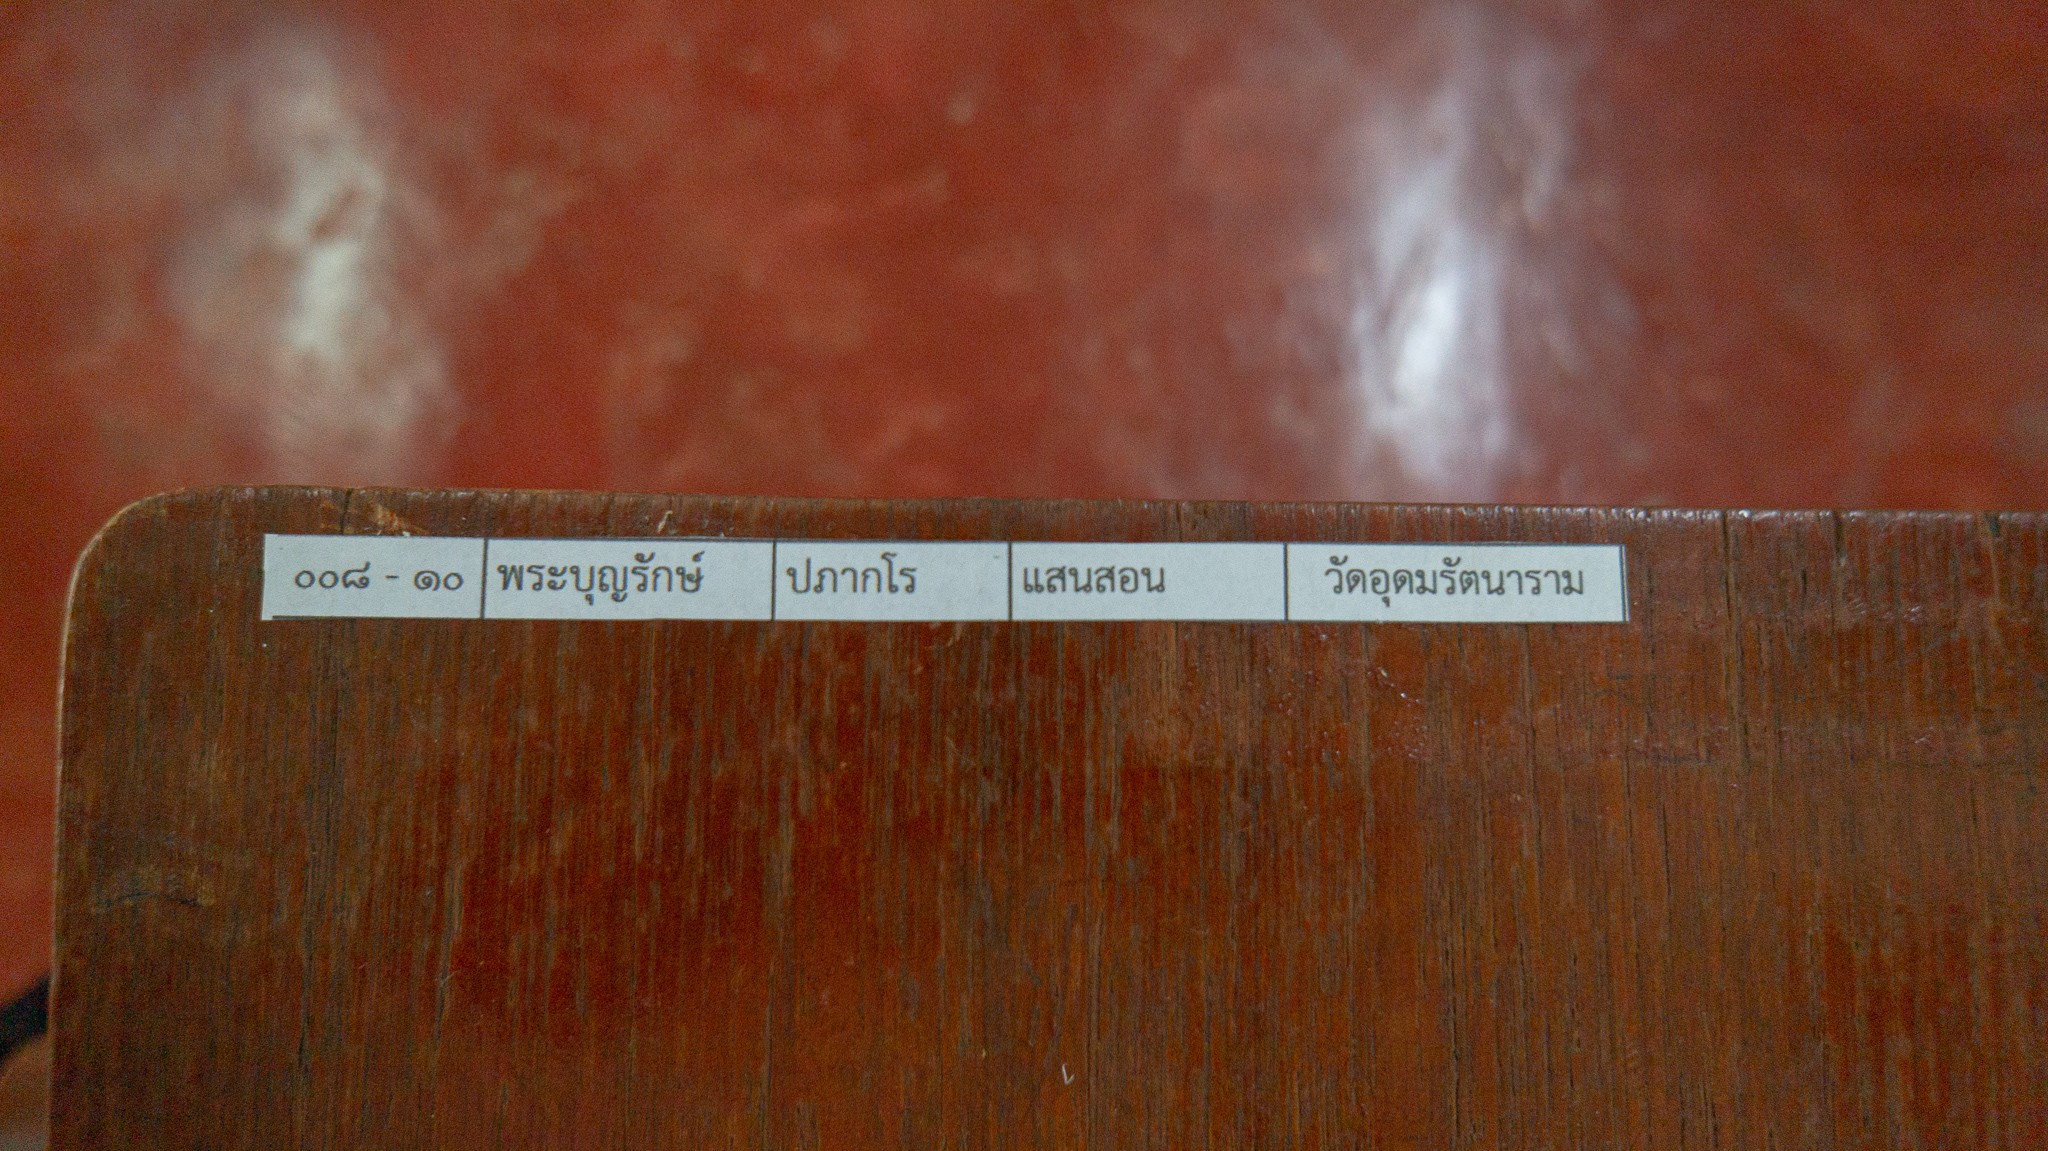 ๐๐๘ - ๑๐ พระบุญรักษ์ ปภากโร แสนสอน วัดอุดมรัตนาราม